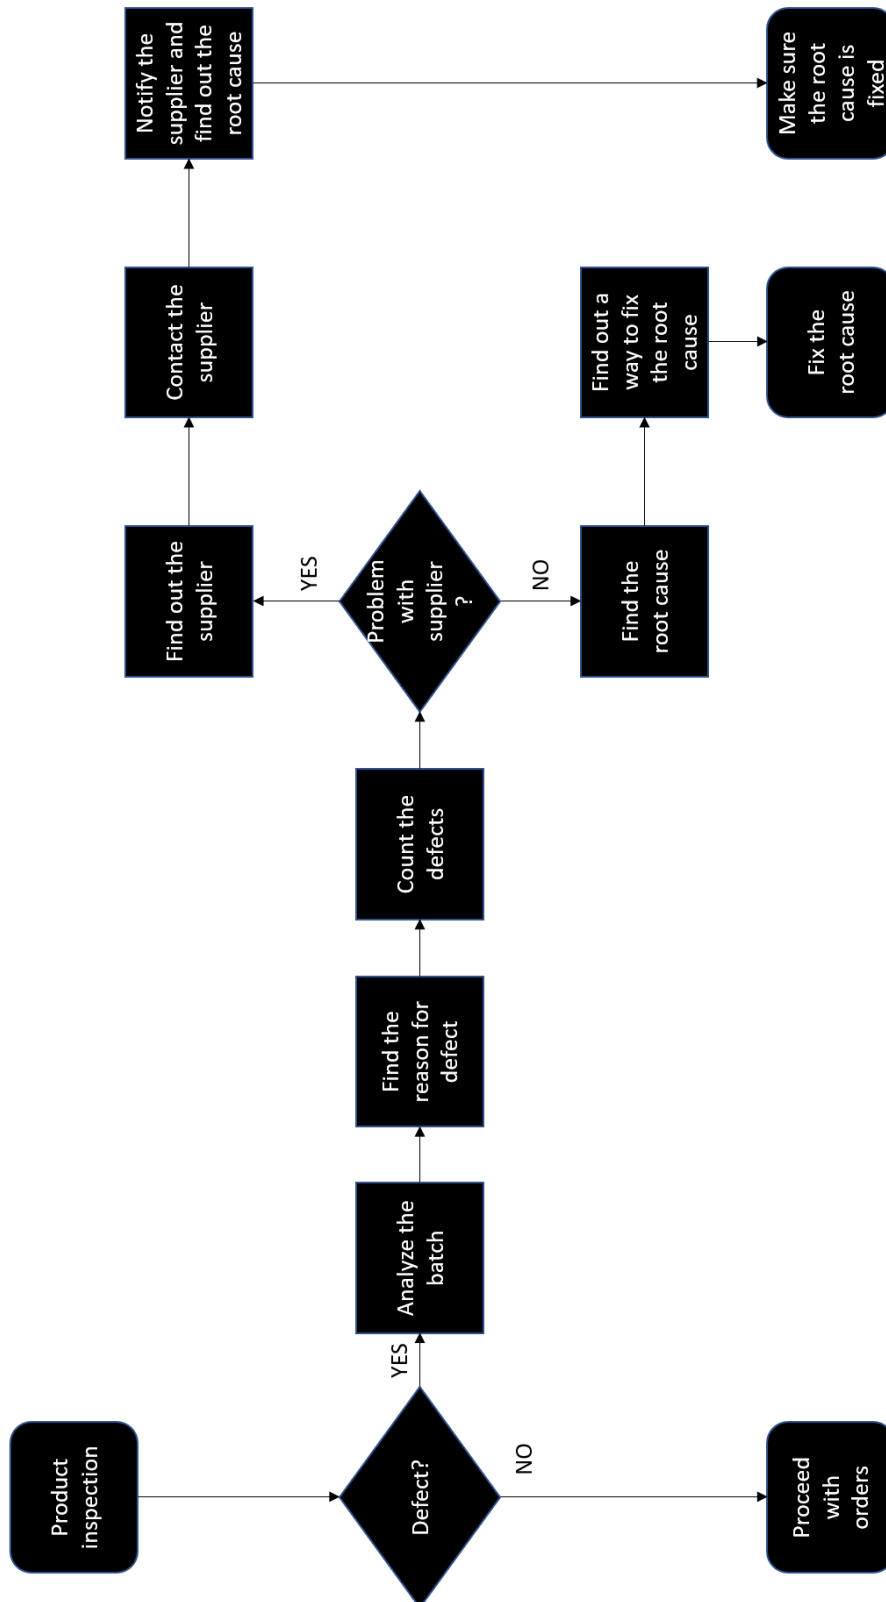 Product
inspection
Defect?
YES
NO
Proceed
with
orders
Analyze the
batch
Find the
reason for
defect
Count the
defects
Problem
with
supplier
?
YES
NO
Find out the
supplier
Contact the
supplier
Notify the
supplier and
find out the
root cause
Make sure
the root
cause is
fixed
Find the
root cause
Find out a
way to fix
the root
cause
Fix the
root cause